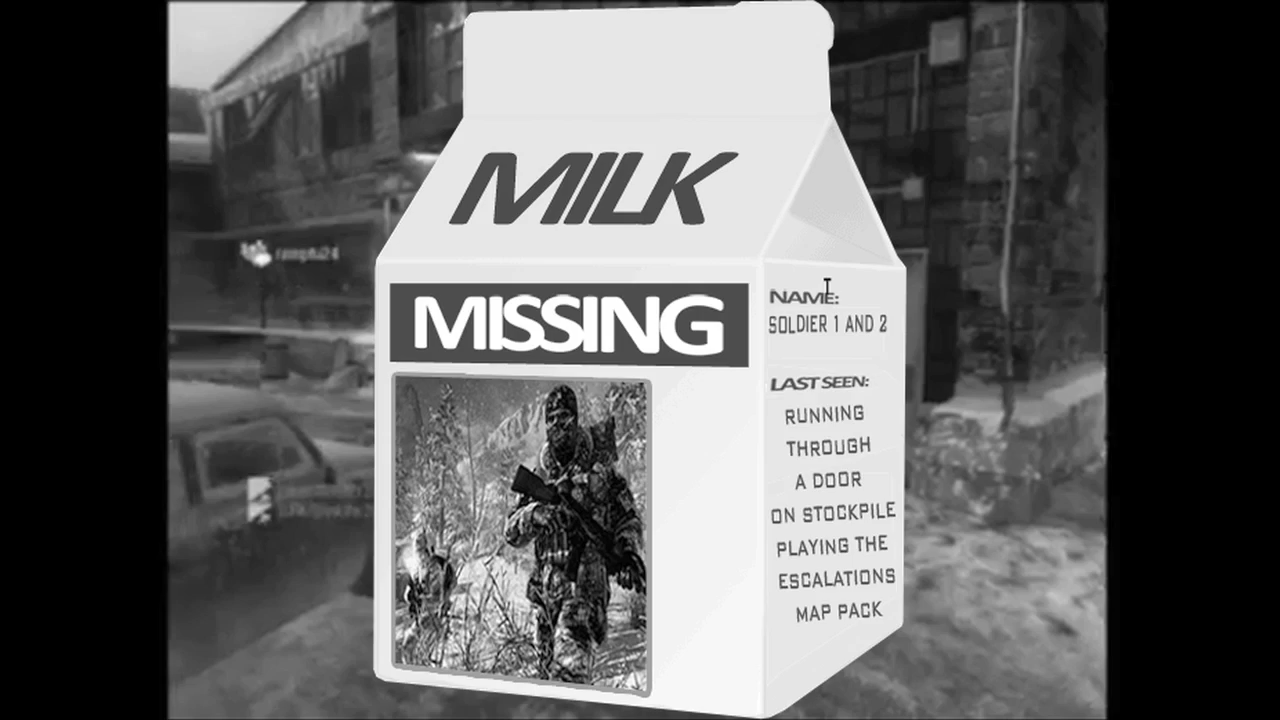 MILK
MISSING
NAME:
SOLDIER 1 AND 2
LAST SEEN:
RUNNING
THROUGH
A DOOR
ON STOCKPILE
PLAYING THE
ESCALATIONS
MAP PACK